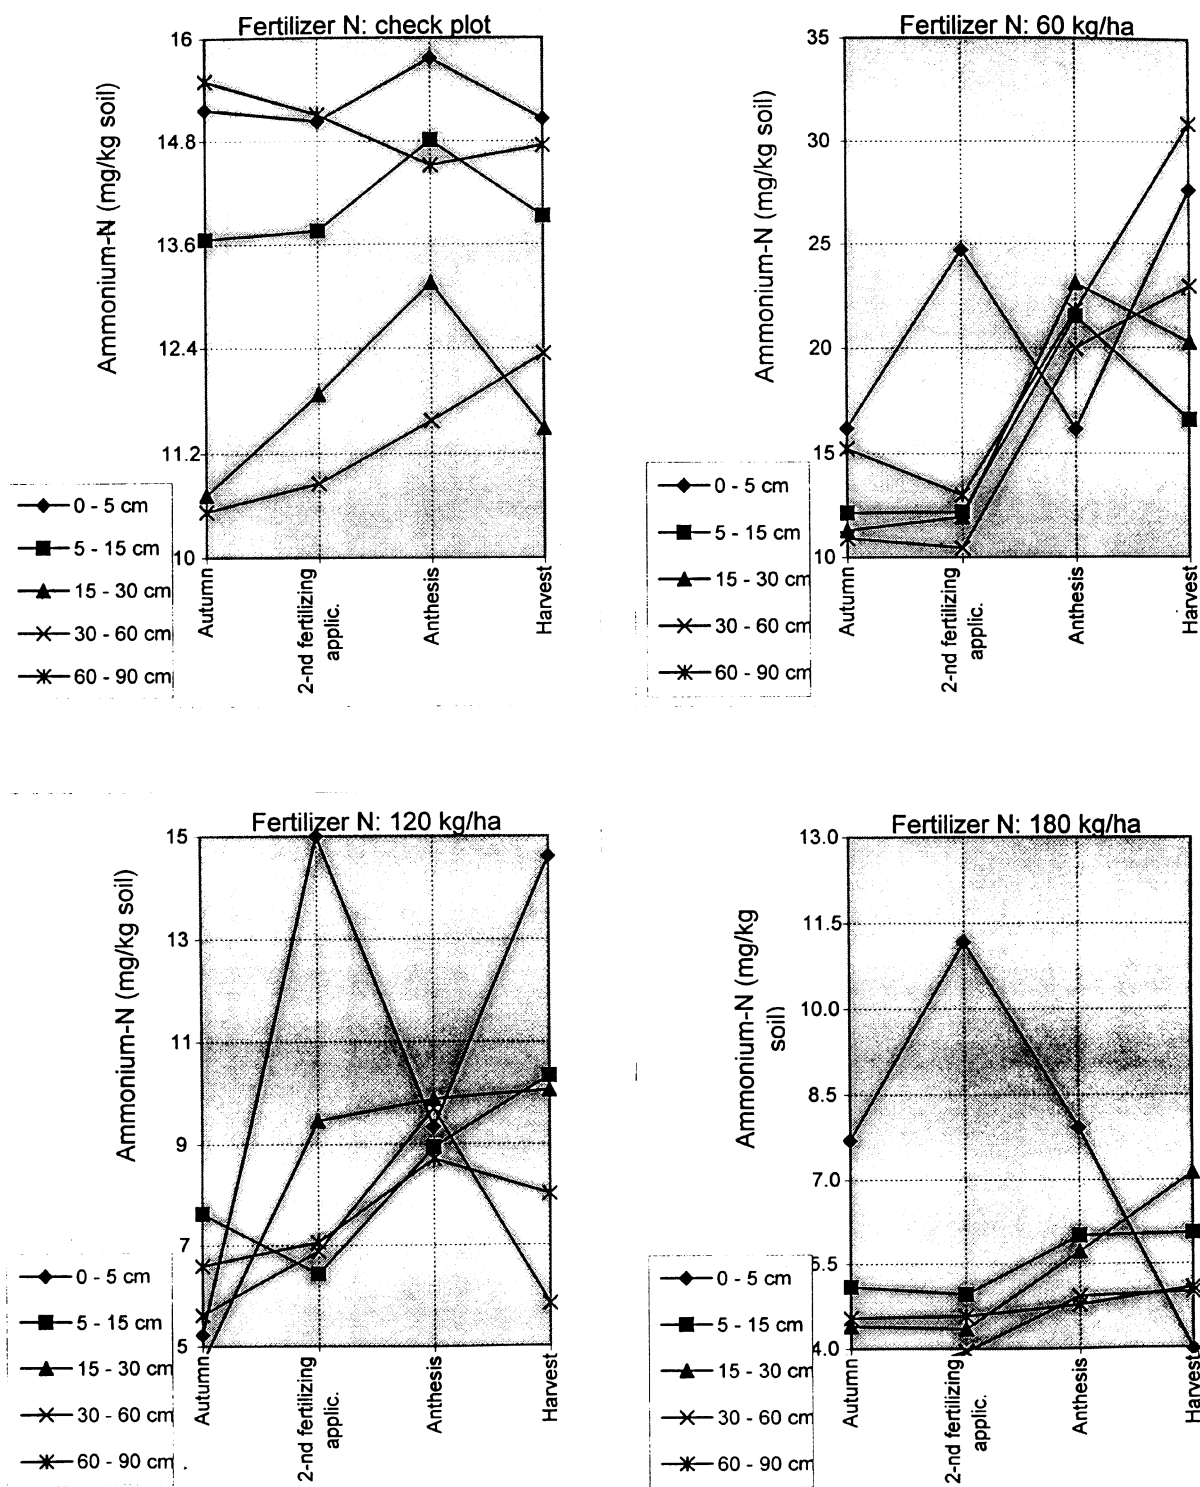 Fertilizer N: check plot
Ammonium-N (mg/kg soil)
16
14.8
13.6
12.4
11.2
10
Autumn
2-nd fertilizing
applic.
Anthesis
Harvest
0 - 5 cm
5 - 15 cm
15 - 30 cm
30 - 60 cm
60 - 90 cm
Fertilizer N: 60 kg/ha
Ammonium-N (mg/kg soil)
35
30
25
20
15
10
Autumn
2-nd fertilizing
applic.
Anthesis
Harvest
0 - 5 cm
5 - 15 cm
15 - 30 cm
30 - 60 cm
60 - 90 cm
Fertilizer N: 120 kg/ha
Ammonium-N (mg/kg soil)
15
13
11
9
7
5
Autumn
2-nd fertilizing
applic.
Anthesis
Harvest
0 - 5 cm
5 - 15 cm
15 - 30 cm
30 - 60 cm
60 - 90 cm
Fertilizer N: 180 kg/ha
Ammonium-N (mg/kg
soil)
13.0
11.5
10.0
8.5
7.0
5.5
4.0
Autumn
2-nd fertilizing
applic.
Anthesis
Harvest
0 - 5 cm
5 - 15 cm
15 - 30 cm
30 - 60 cm
60 - 90 cm